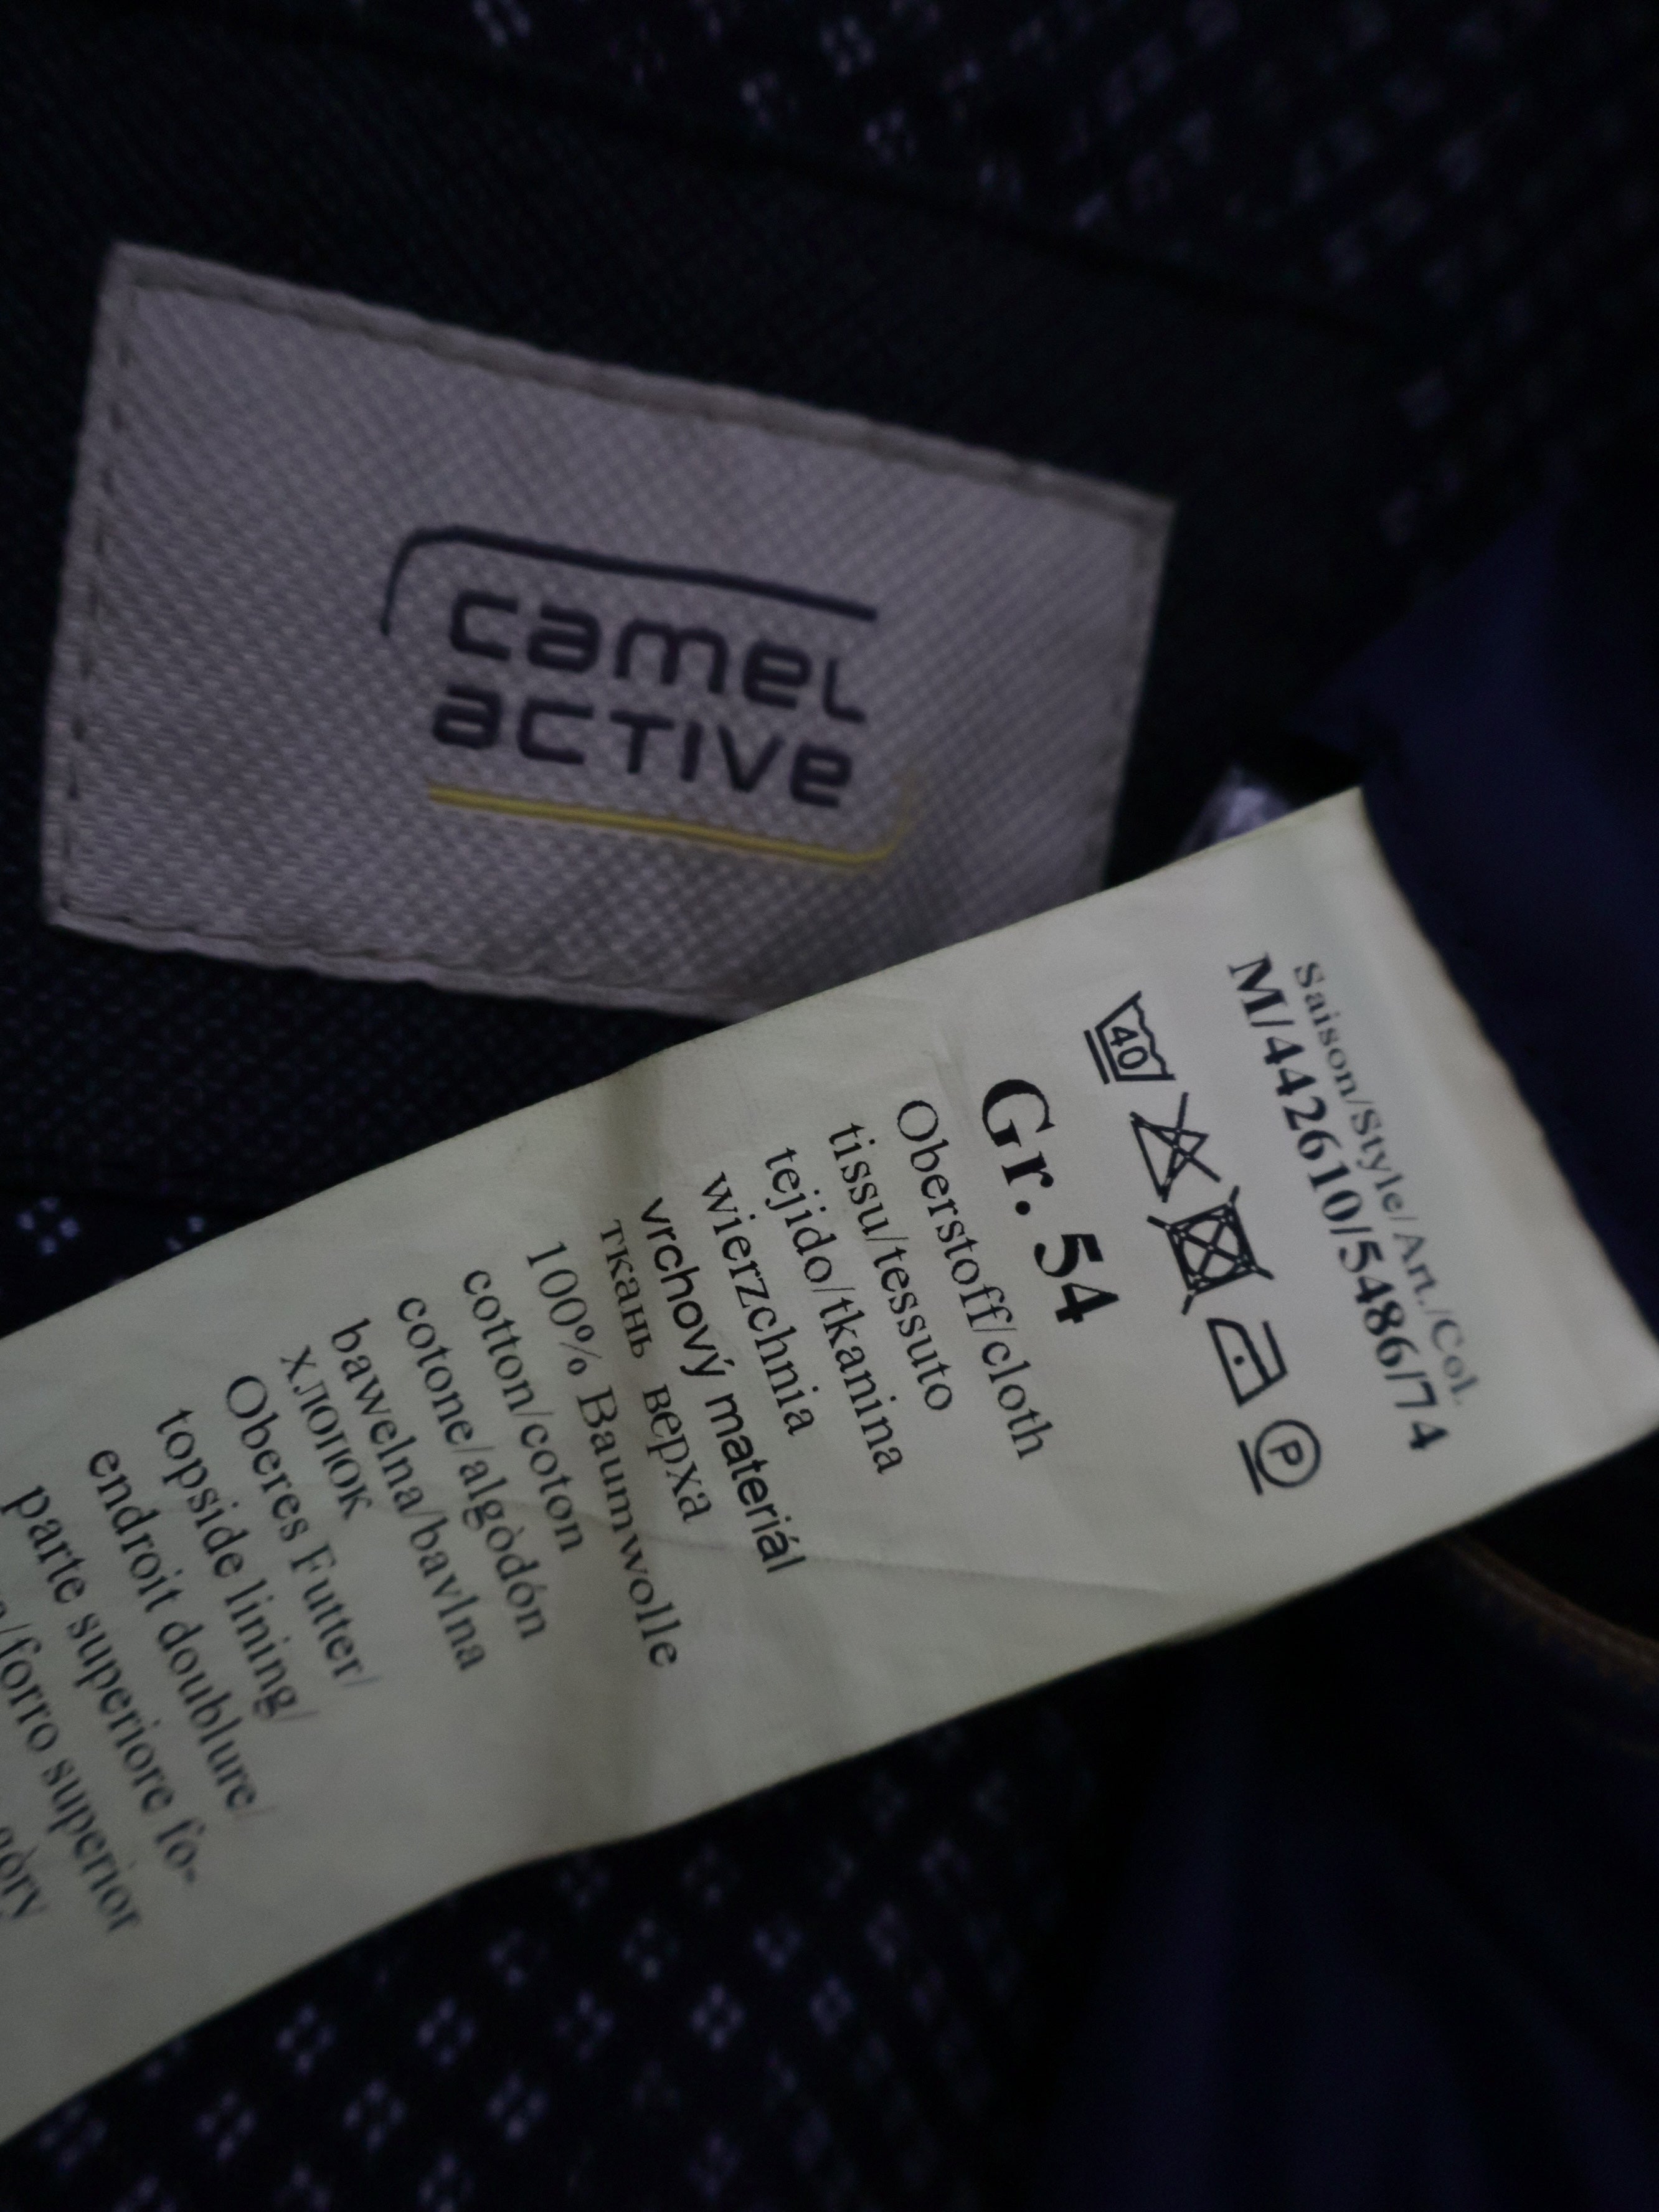 camel
active
Saison/Style/Art./Col.
M/442610/5486/74
40
P
Gr. 54
Oberstoff/cloth
tissu/tessuto
tejido/tkanina
wierzchnia
vrchový materiál
ткань верха
100% Baumwolle
cotton/coton
cotone/algòdón
bawelna/bavlna
хлопок
Oberes Futter/
topside lining/
endroit doublure/
parte superiore fo-
/forro superior